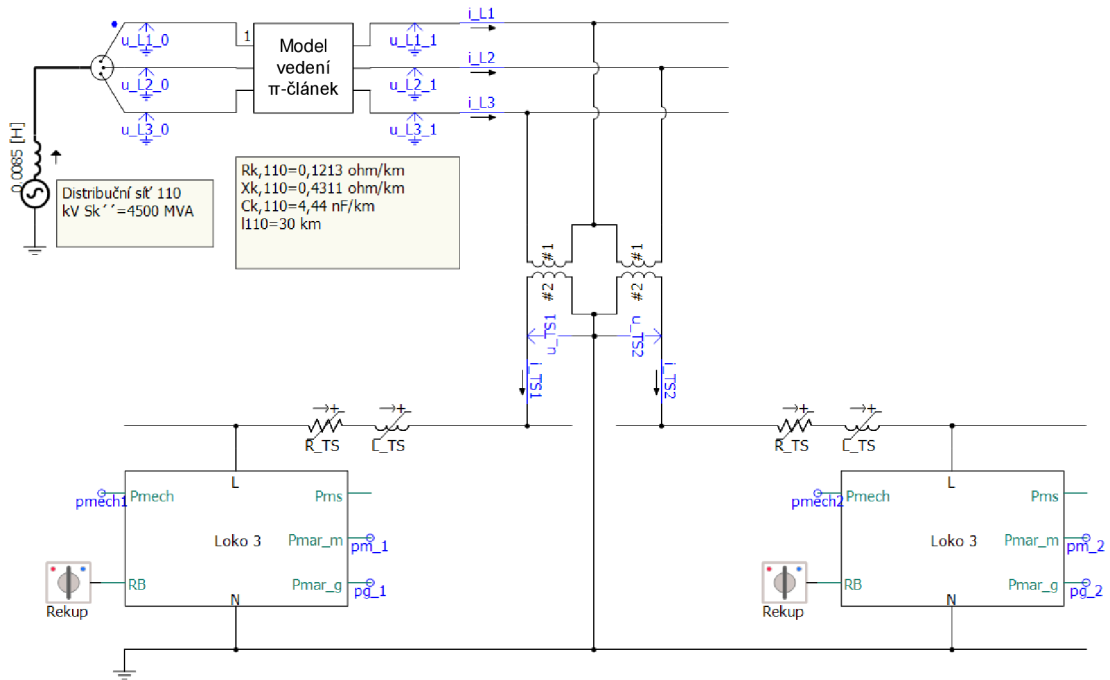 i_L1
u_L1_0
1
Model
vedení
π-článek
u_L1_1
i_L2
u_L2_0
u_L2_1
i_L3
u_L3_0
u_L3_1
0,0085 [H]
Distribuční síť 110
kV Sk´´=4500 MVA
Rk,110=0,1213 ohm/km
Xk,110=0,4311 ohm/km
Ck,110=4,44 nF/km
l110=30 km
#1
#1
#2
#2
u_TS1
u_TS2
i_TS1
i_TS2
R_TS
L_TS
R_TS
L_TS
L
pmech1
Pmech
Pms
Loko 3
Pmar_m
pm_1
RB
Pmar_g
pg_1
Rekup
N
L
pmech2
Pmech
Pms
Loko 3
Pmar_m
pm_2
RB
Pmar_g
pg_2
Rekup
N